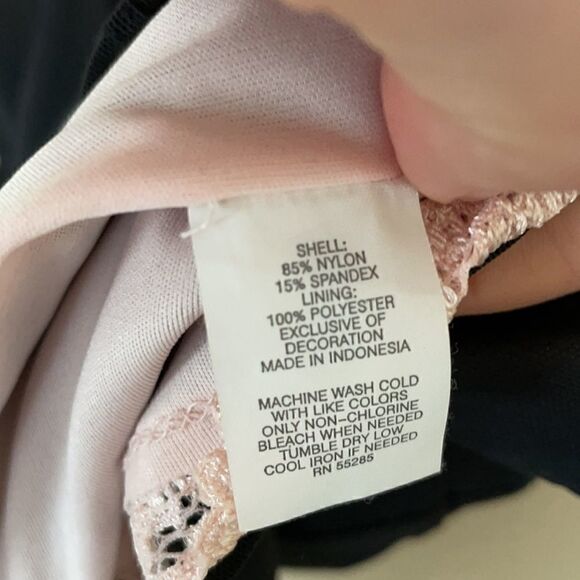 SHELL:
85% NYLON
15% SPANDEX
LINING:
100% POLYESTER
EXCLUSIVE OF
DECORATION
MADE IN INDONESIA
MACHINE WASH COLD
WITH LIKE COLORS
ONLY NON-CHLORINE
BLEACH WHEN NEEDED
TUMBLE DRY LOW
COOL IRON IF NEEDED
RN 55285